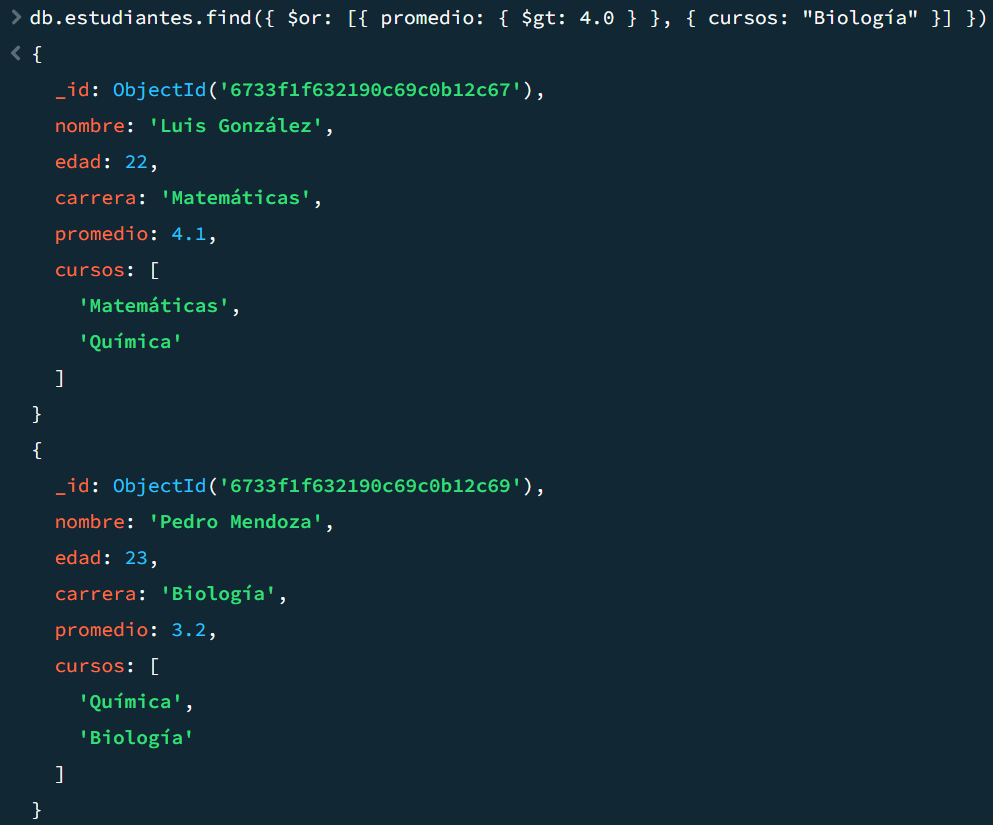 > db.estudiantes.find({ $or: [{ promedio: { $gt: 4.0 } }, { cursos: "Biología" }] })
< {
_id: ObjectId('6733f1f632190c69c0b12c67'),
nombre: 'Luis González',
edad: 22,
carrera: 'Matemáticas',
promedio: 4.1,
cursos: [
'Matemáticas',
'Química'
]
}
{
_id: ObjectId('6733f1f632190c69c0b12c69'),
nombre: 'Pedro Mendoza',
edad: 23,
carrera: 'Biología',
promedio: 3.2,
cursos: [
'Química',
'Biología'
]
}